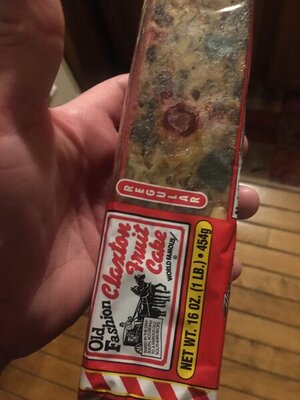 REGULAR
Old
Fashion
Claxton
Fruit
Cake
WORLD FAMOUS
NET WT. 16 OZ. (1 LB.) • 454g